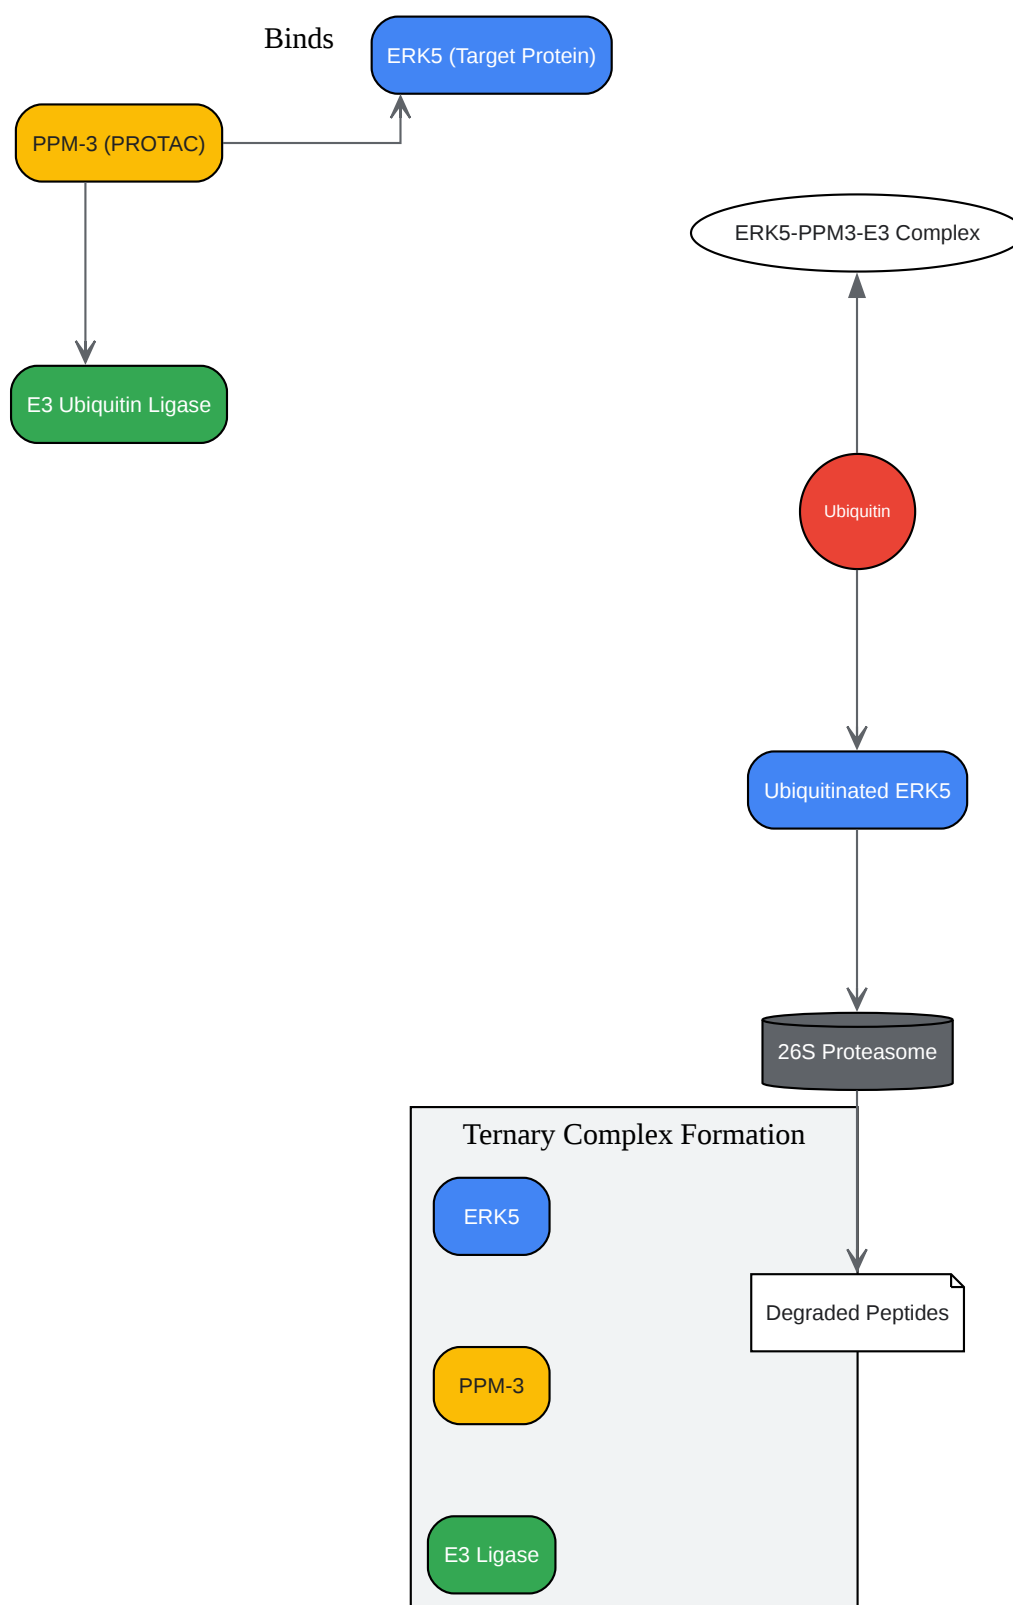 Binds
ERK5 (Target Protein)
PPM-3 (PROTAC)
ERK5-PPM3-E3 Complex
E3 Ubiquitin Ligase
Ubiquitin
Ubiquitinated ERK5
26S Proteasome
Ternary Complex Formation
ERK5
Degraded Peptides
PPM-3
E3 Ligase